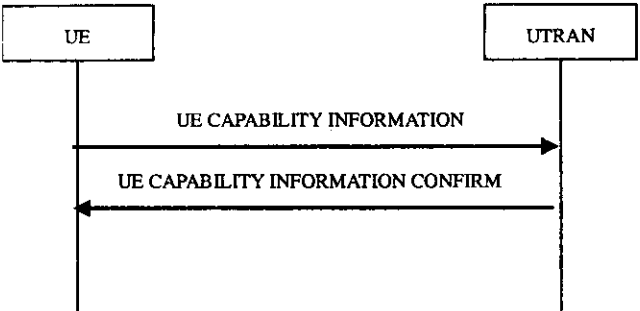 UE
UTRAN
UE CAPABILITY INFORMATION
UE CAPABILITY INFORMATION CONFIRM